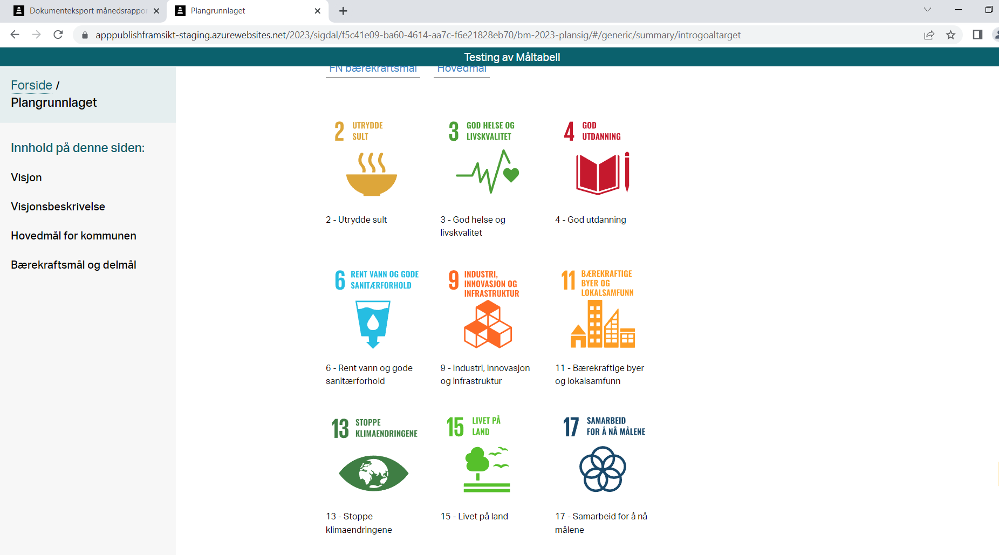 Dokumenteksport månedsrappor
Plangrunnlaget
apppublishframsikt-staging.azurewebsites.net/2023/sigdal/f5c41e09-ba60-4614-aa7c-f6e21828eb70/bm-2023-plansig/#/generic/summary/introgoaltarget
Testing av Måltabell
Forside /
Plangrunnlaget
Innhold på denne siden:
Visjon
Visjonsbeskrivelse
Hovedmål for kommunen
Bærekraftsmål og delmål
FN bærekraftsmål
Hovedmål
2 UTRYDDE
SULT
3 GOD HELSE OG
LIVSKVALITET
4 GOD
UTDANNING
2 - Utrydde sult
3 - God helse og
livskvalitet
4 - God utdanning
6 RENT VANN OG GODE
SANITÆRFORHOLD
9 INDUSTRI,
INNOVASJON OG
INFRASTRUKTUR
11 BÆREKRAFTIGE
BYER OG
LOKALSAMFUNN
6 - Rent vann og gode
sanitærforhold
9 - Industri, innovasjon
og infrastruktur
11 - Bærekraftige byer
og lokalsamfunn
13 STOPPE
KLIMAENDRINGENE
15 LIVET PÅ
LAND
17 SAMARBEID
FOR Å NÅ MÅLENE
13 - Stoppe
klimaendringene
15 - Livet på land
17 - Samarbeid for å nå
målene